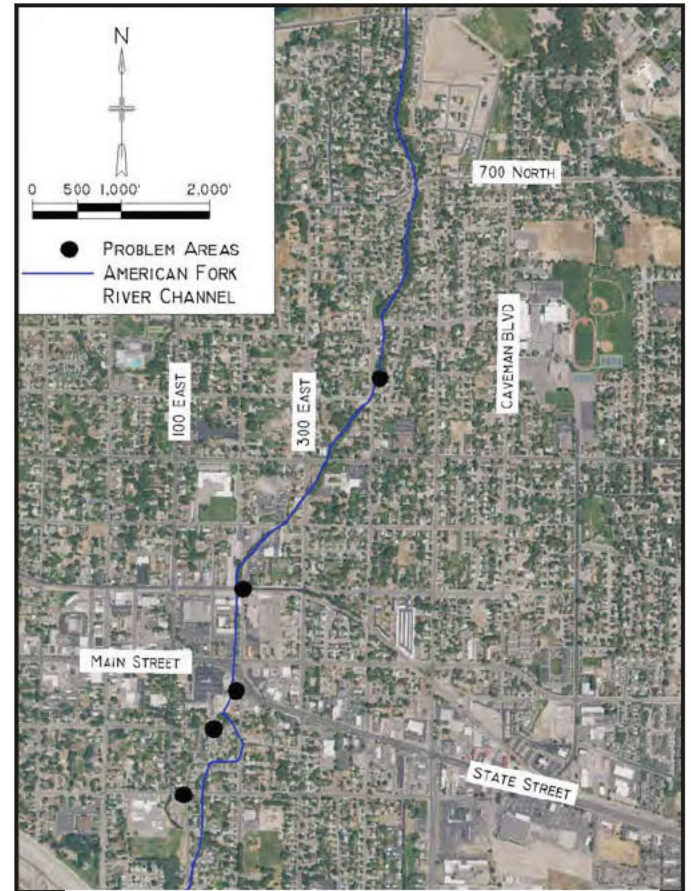 N
0 500 1,000' 2,000'
PROBLEM AREAS
AMERICAN FORK
RIVER CHANNEL
700 NORTH
CAVEMAN BLVD
100 EAST
300 EAST
MAIN STREET
STATE STREET